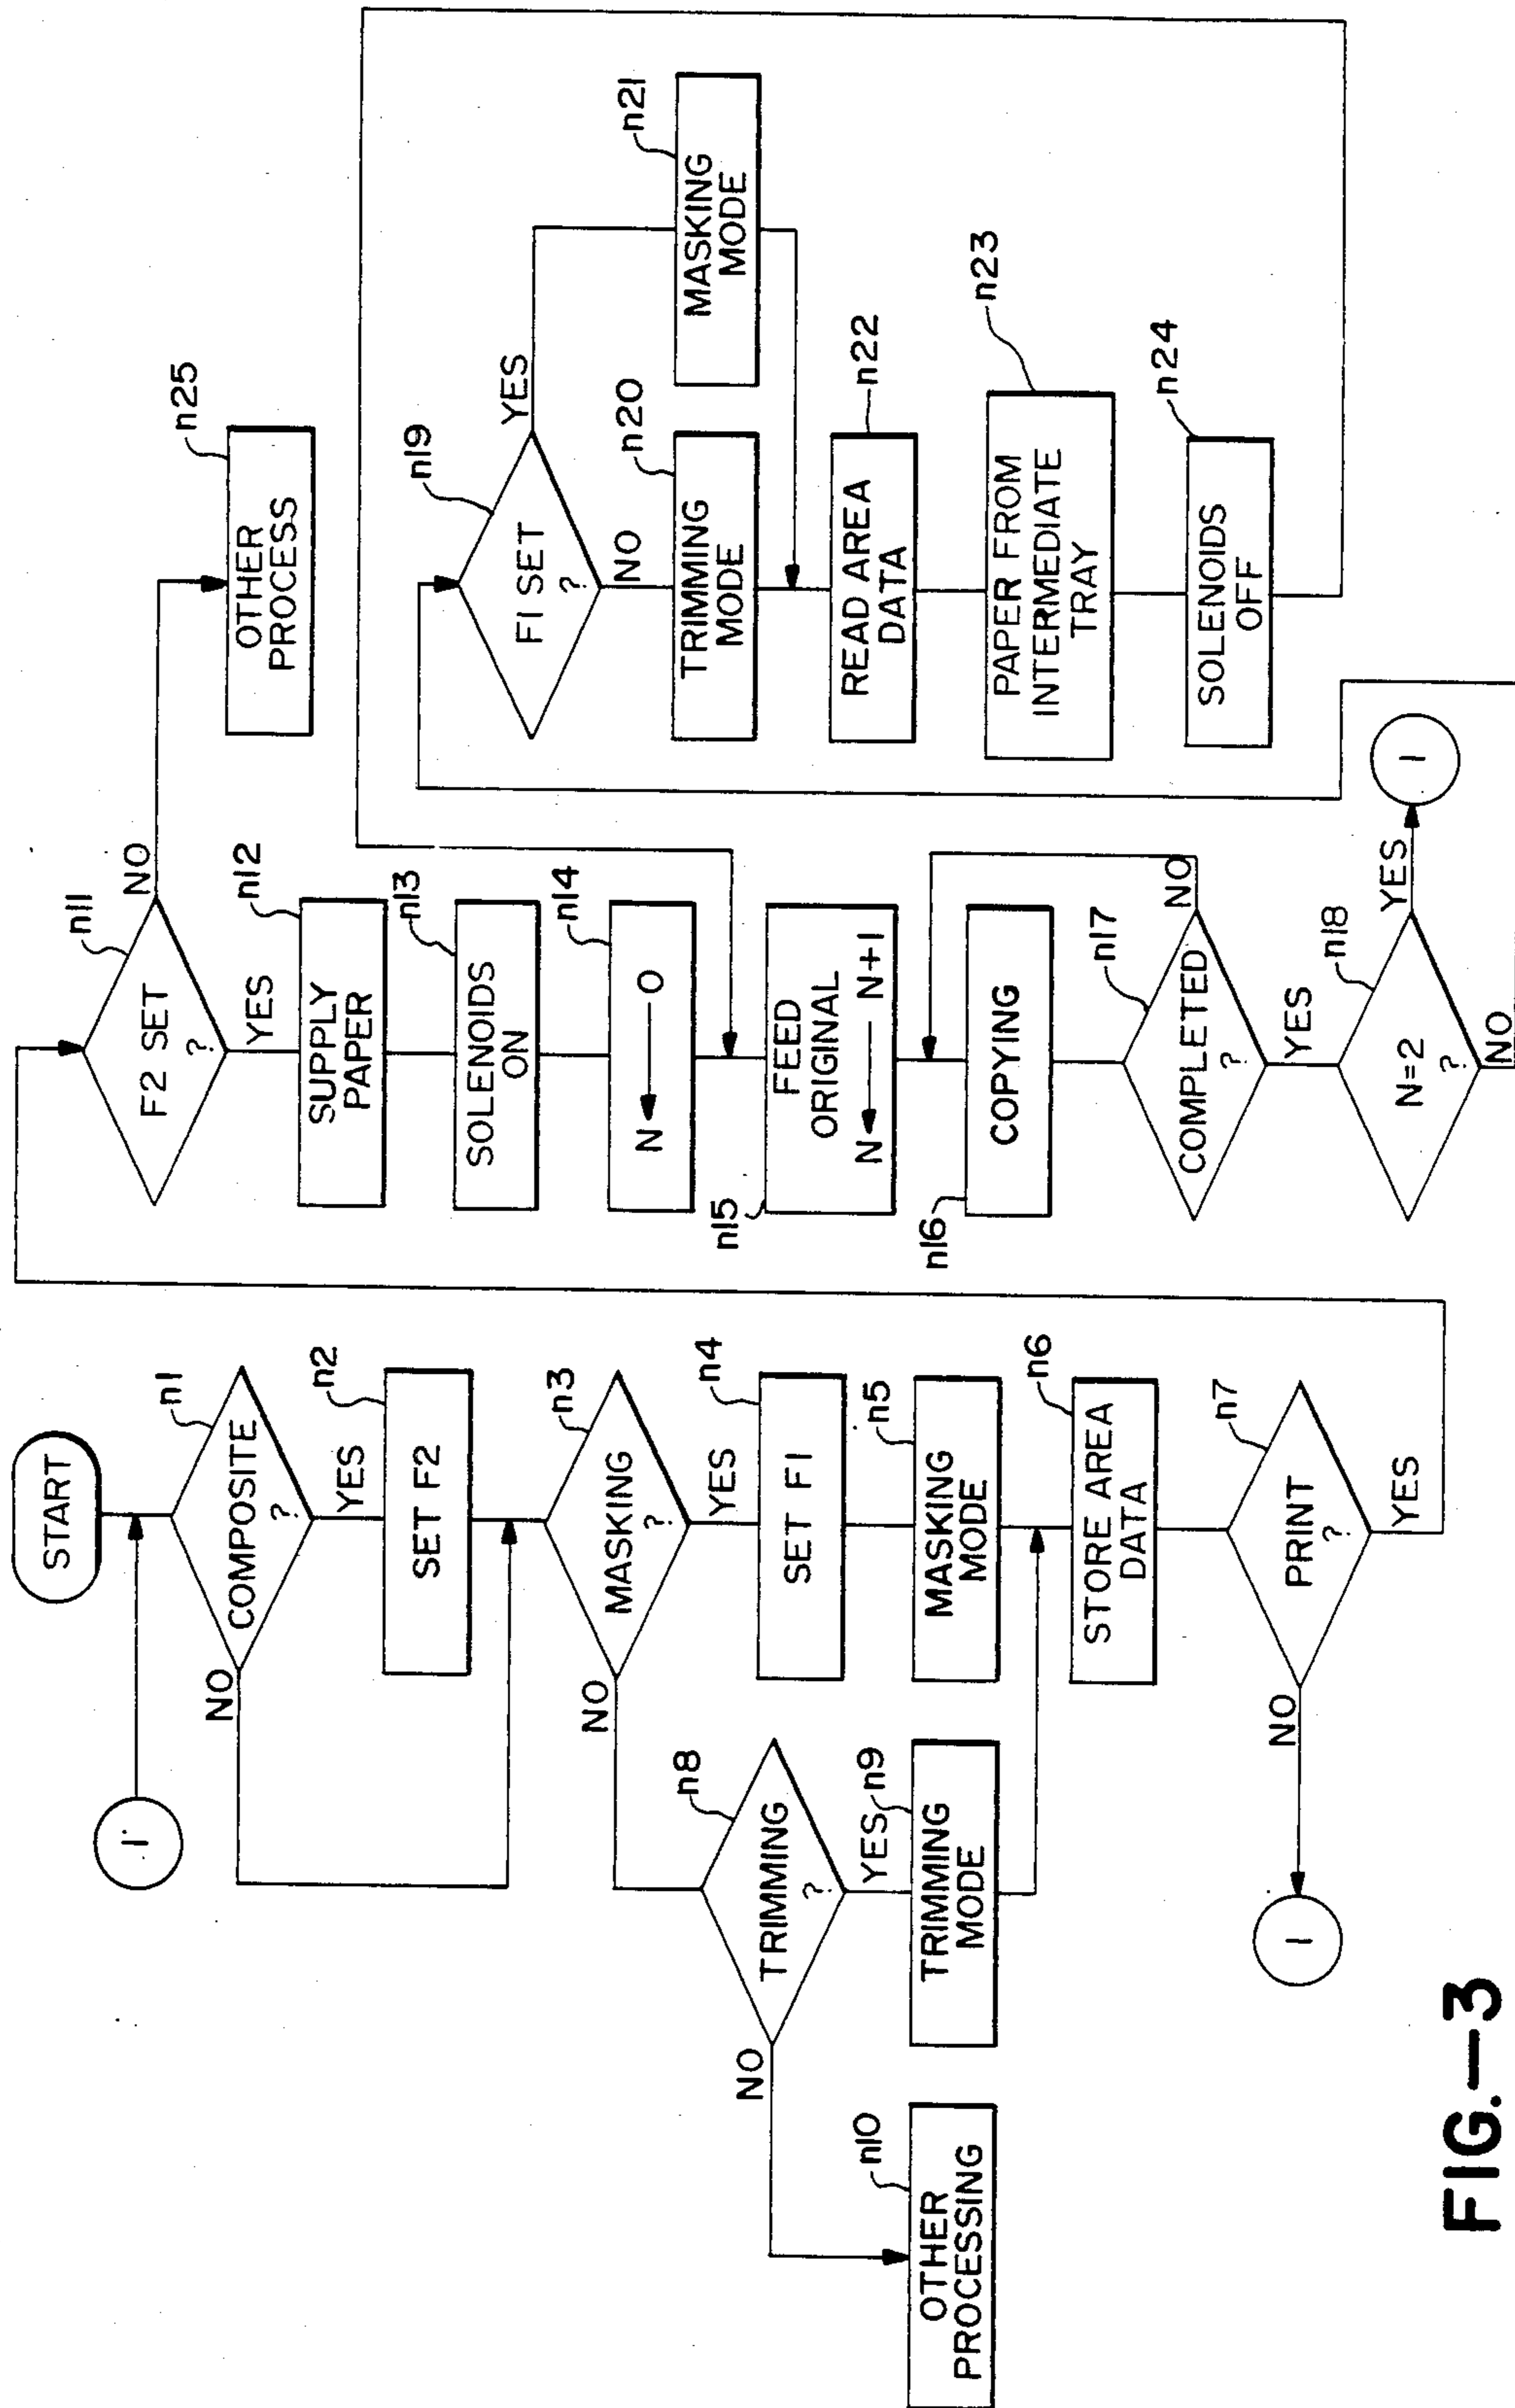 START
1
n1
COMPOSITE
?
NO
YES
n2
SET F2
n3
MASKING
?
NO
YES
n4
SET F1
n5
MASKING
MODE
n8
TRIMMING
?
NO
YES
n9
TRIMMING
MODE
n10
OTHER
PROCESSING
n6
STORE AREA
DATA
n7
PRINT
?
NO
YES
1
n11
F2 SET
?
NO
YES
n25
OTHER
PROCESS
n12
SUPPLY
PAPER
n13
SOLENOIDS
ON
n14
N ← 0
n15
FEED
ORIGINAL
N ← N+1
n16
COPYING
n17
COMPLETED
?
NO
YES
n18
N=2
?
YES
NO
1
n19
F1 SET
?
YES
NO
n20
TRIMMING
MODE
n21
MASKING
MODE
n22
READ AREA
DATA
n23
PAPER FROM
INTERMEDIATE
TRAY
n24
SOLENOIDS
OFF
FIG.—3